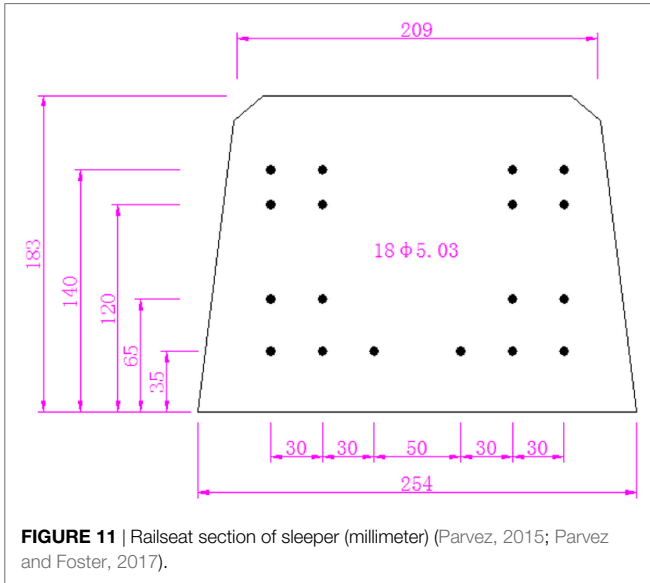 209
183
140
120
65
35
18Φ5.03
30 30 50 30 30
254
FIGURE 11 | Railseat section of sleeper (millimeter) (Parvez, 2015; Parvez
and Foster, 2017).